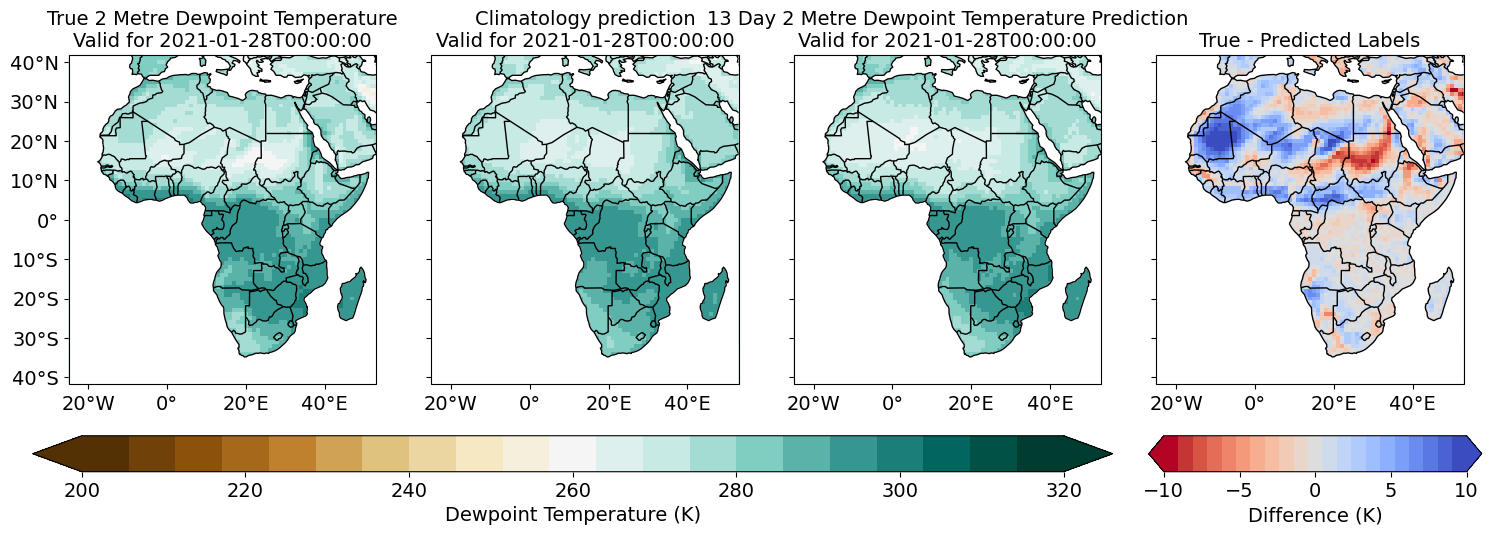 True 2 Metre Dewpoint Temperature
Valid for 2021-01-28T00:00:00
Climatology prediction  13 Day 2 Metre Dewpoint Temperature Prediction
Valid for 2021-01-28T00:00:00
Valid for 2021-01-28T00:00:00
True - Predicted Labels
40°N
30°N
20°N
10°N
0°
10°S
20°S
30°S
40°S
20°W 0° 20°E 40°E
20°W 0° 20°E 40°E
20°W 0° 20°E 40°E
20°W 0° 20°E 40°E
200 220 240 260 280 300 320
Dewpoint Temperature (K)
−10 −5 0 5 10
Difference (K)